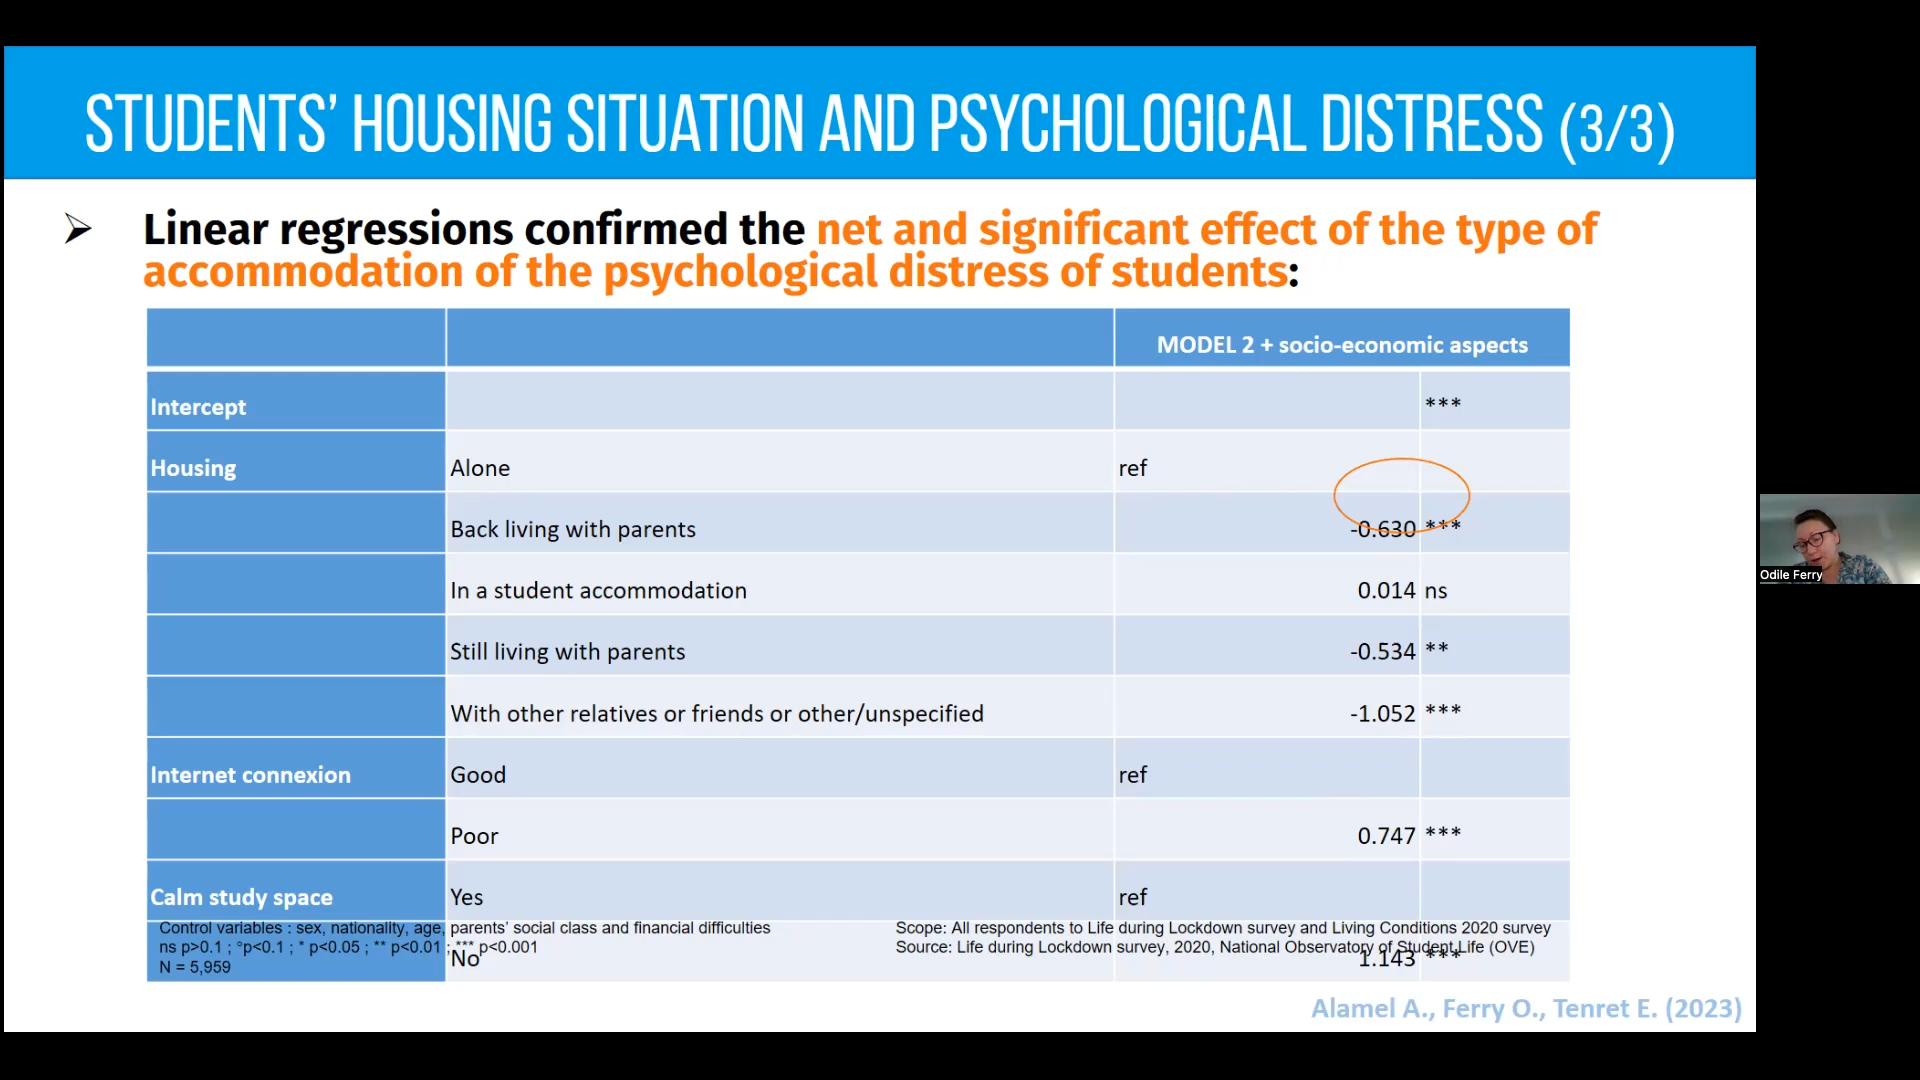 STUDENTS’ HOUSING SITUATION AND PSYCHOLOGICAL DISTRESS (3/3)
Linear regressions confirmed the net and significant effect of the type of
accommodation of the psychological distress of students:
MODEL 2 + socio-economic aspects
Intercept ***
Housing Alone ref
Back living with parents -0.630 ***
In a student accommodation 0.014 ns
Still living with parents -0.534 **
With other relatives or friends or other/unspecified -1.052 ***
Internet connexion Good ref
Poor 0.747 ***
Calm study space Yes ref
No 1.143 ***
Control variables : sex, nationality, age, parents’ social class and financial difficulties
ns p>0.1 ; °p<0.1 ; * p<0.05 ; ** p<0.01 ; *** p<0.001
N = 5,959
Scope: All respondents to Life during Lockdown survey and Living Conditions 2020 survey
Source: Life during Lockdown survey, 2020, National Observatory of Student Life (OVE)
Alamel A., Ferry O., Tenret E. (2023)
Odile Ferry